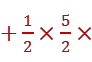 + 1/2 × 5/2 ×